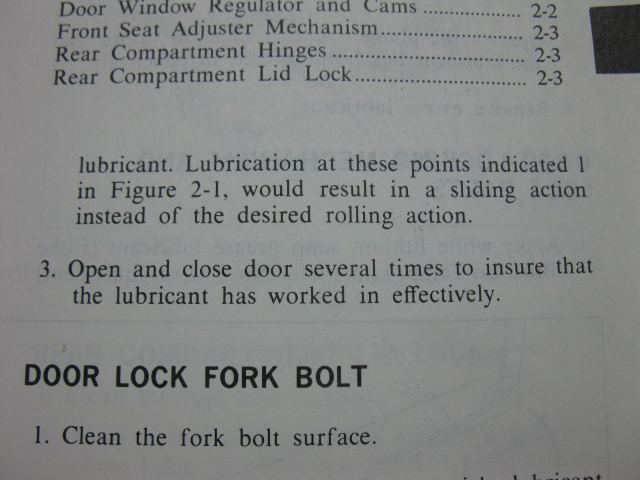 Door Window Regulator and Cams .................. 2-2
Front Seat Adjuster Mechanism......................... 2-3
Rear Compartment Hinges ................................. 2-3
Rear Compartment Lid Lock.............................. 2-3
lubricant. Lubrication at these points indicated 1
in Figure 2-1, would result in a sliding action
instead of the desired rolling action.
3. Open and close door several times to insure that
the lubricant has worked in effectively.
DOOR LOCK FORK BOLT
1. Clean the fork bolt surface.
lubricant